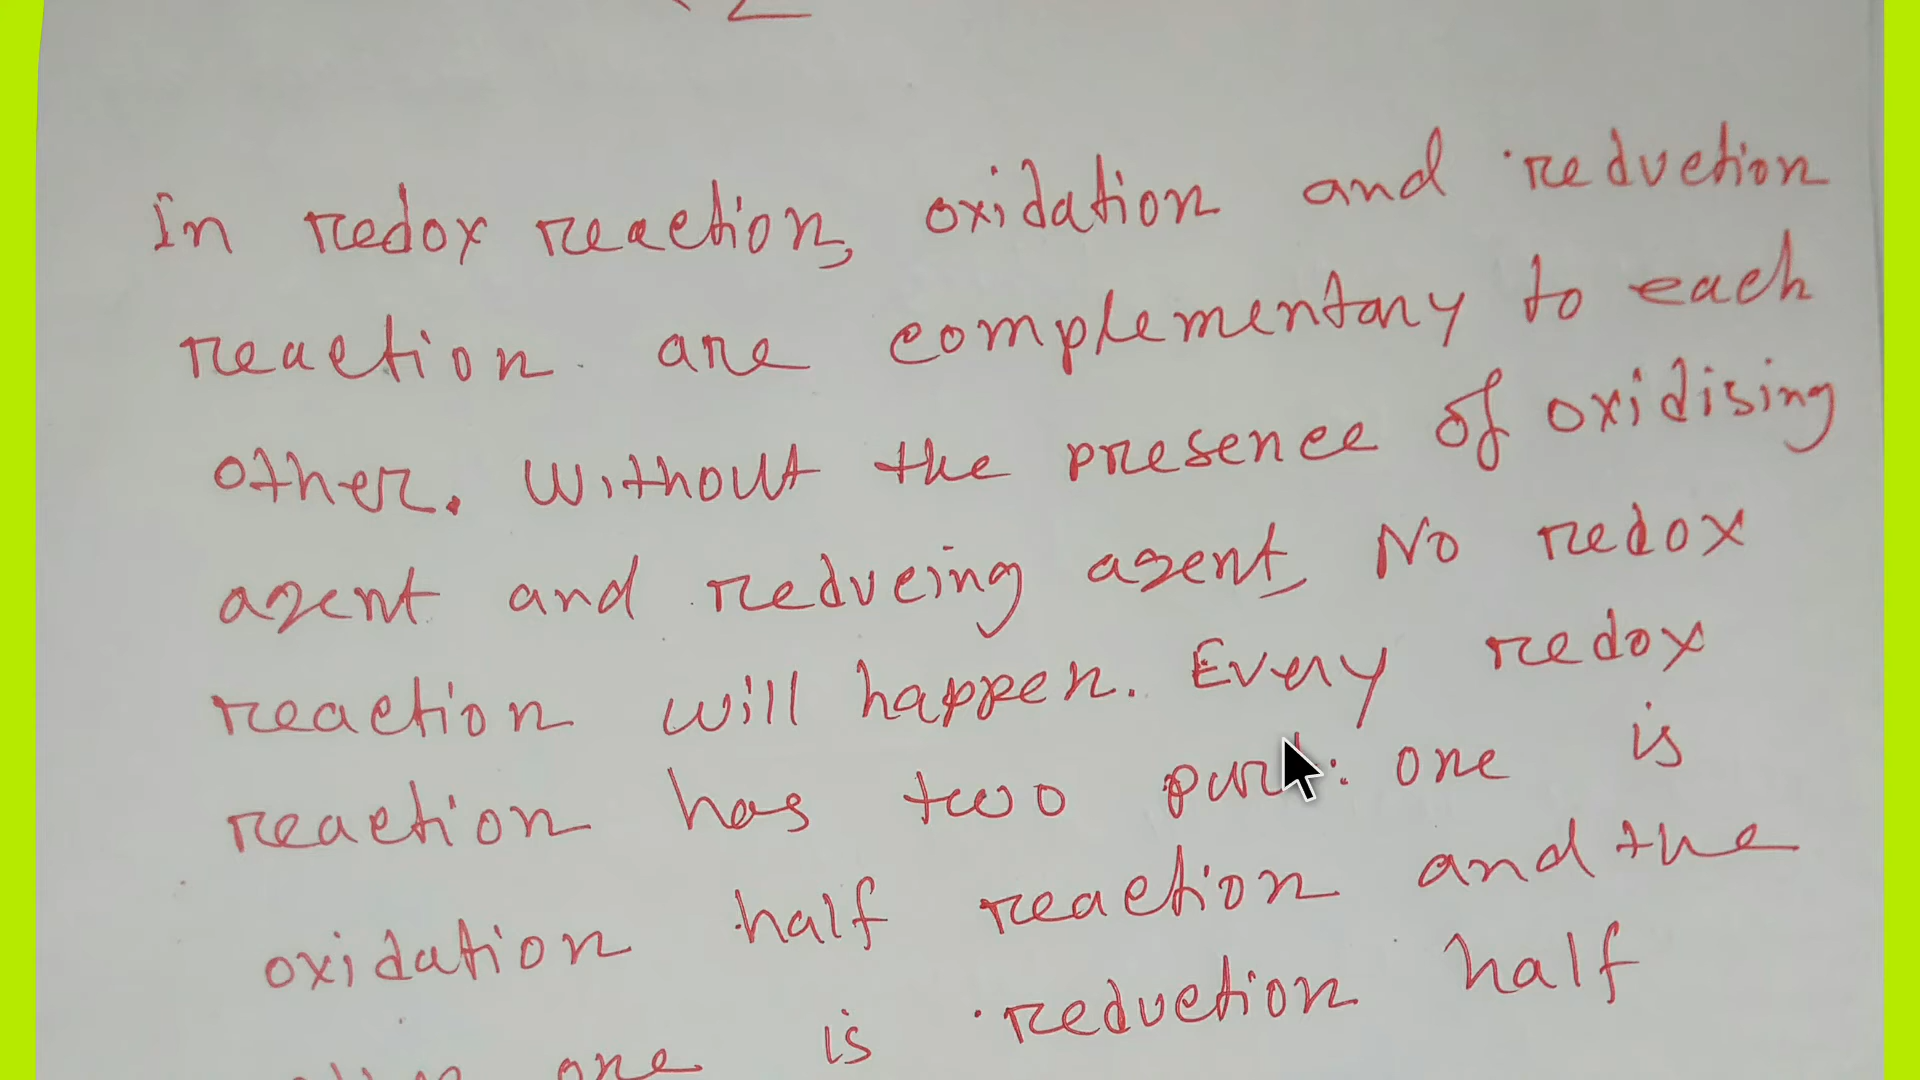 In redox reaction, oxidation and reduction
reaction are complementary to each
other. Without the presence of oxidising
agent and reducing agent, No redox
reaction will happen. Every redox
reaction has two part: one is
oxidation half reaction and the
one is reduction half